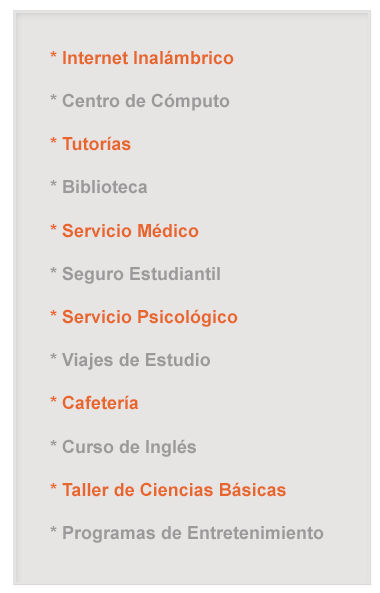 * Internet Inalámbrico
* Centro de Cómputo
* Tutorías
* Biblioteca
* Servicio Médico
* Seguro Estudiantil
* Servicio Psicológico
* Viajes de Estudio
* Cafetería
* Curso de Inglés
* Taller de Ciencias Básicas
* Programas de Entretenimiento